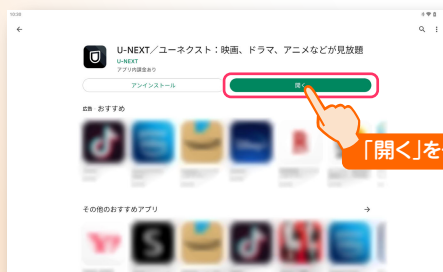 10:30
U-NEXT／ユーネクスト：映画、ドラマ、アニメなどが見放題
U-NEXT
アプリ内課金あり
アンインストール
開く
広告・おすすめ
「開く」を
その他のおすすめアプリ